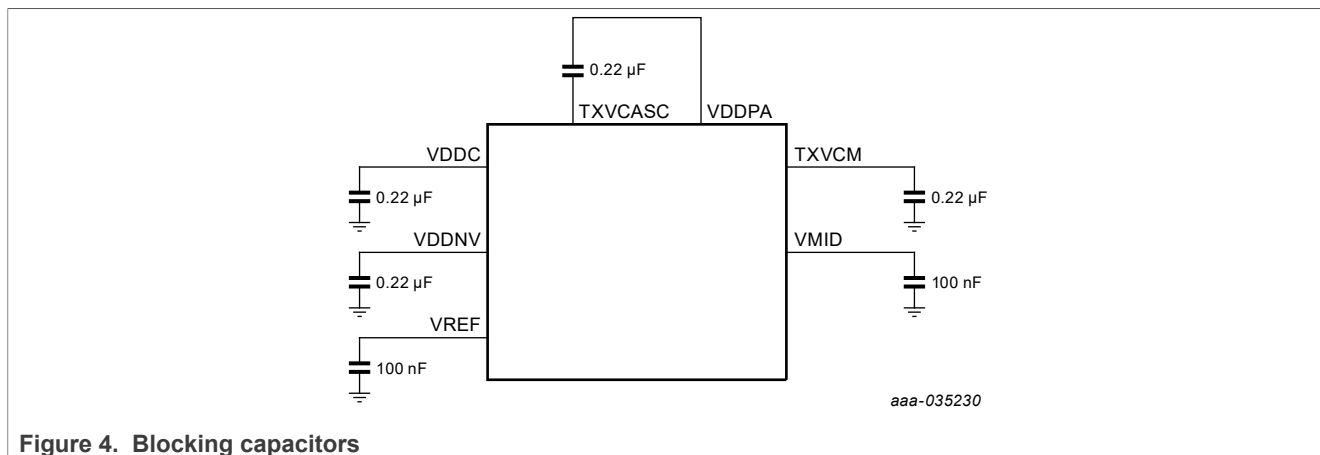 0.22 µF
TXVCASC VDDPA
VDDC TXVCM
0.22 µF 0.22 µF
VDDNV VMID
0.22 µF 100 nF
VREF
100 nF
aaa-035230
Figure 4. Blocking capacitors